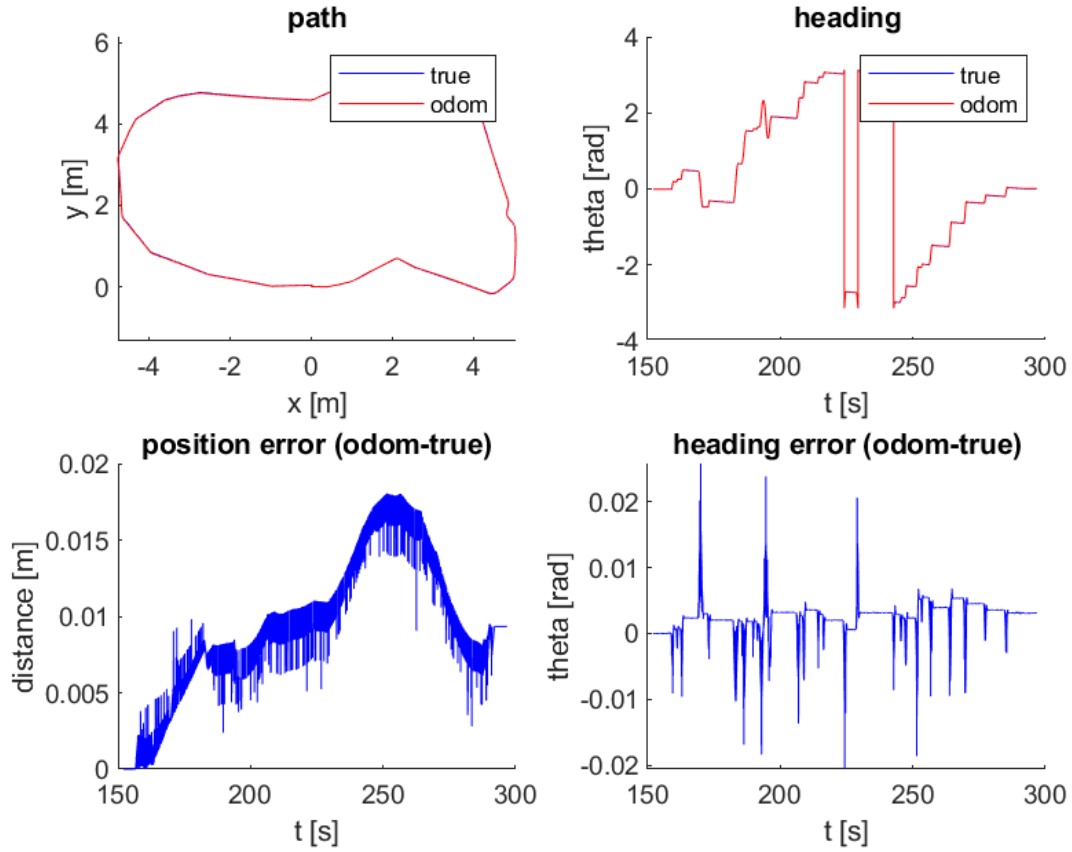 path
6
4
2
0
y [m]
-4
-2
0
2
4
x [m]
true
odom
heading
4
2
0
-2
-4
theta [rad]
150
200
250
300
t [s]
true
odom
position error (odom-true)
0.02
0.015
0.01
0.005
0
distance [m]
150
200
250
300
t [s]
heading error (odom-true)
0.02
0.01
0
-0.01
-0.02
theta [rad]
150
200
250
300
t [s]